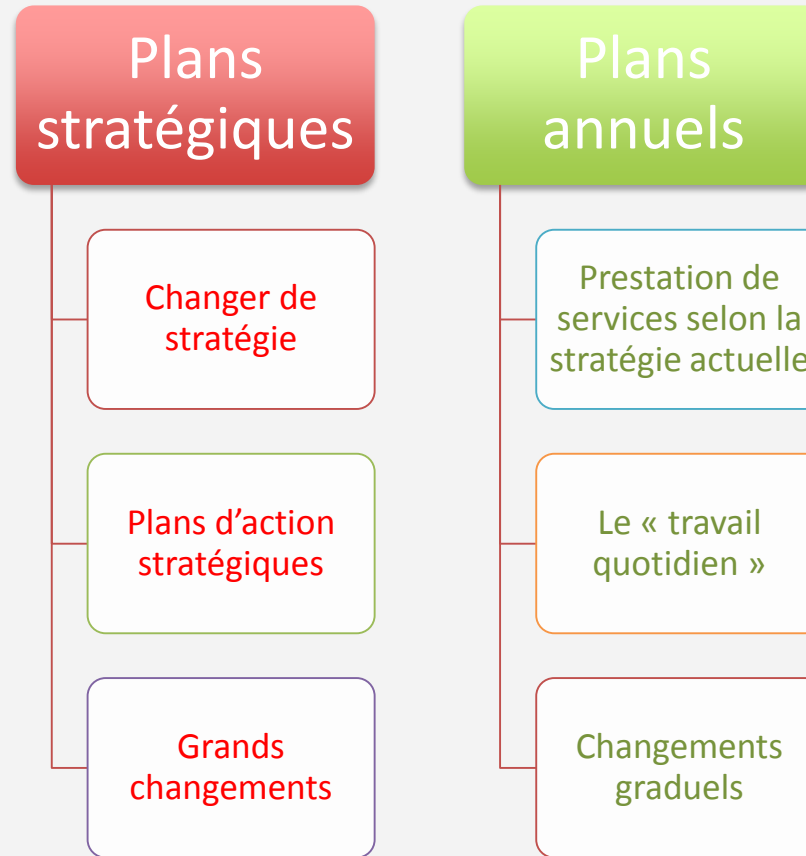 Plans
stratégiques
Changer de
stratégie
Plans d’action
stratégiques
Grands
changements
Plans
annuels
Prestation de
services selon la
stratégie actuelle
Le « travail
quotidien »
Changements
graduels